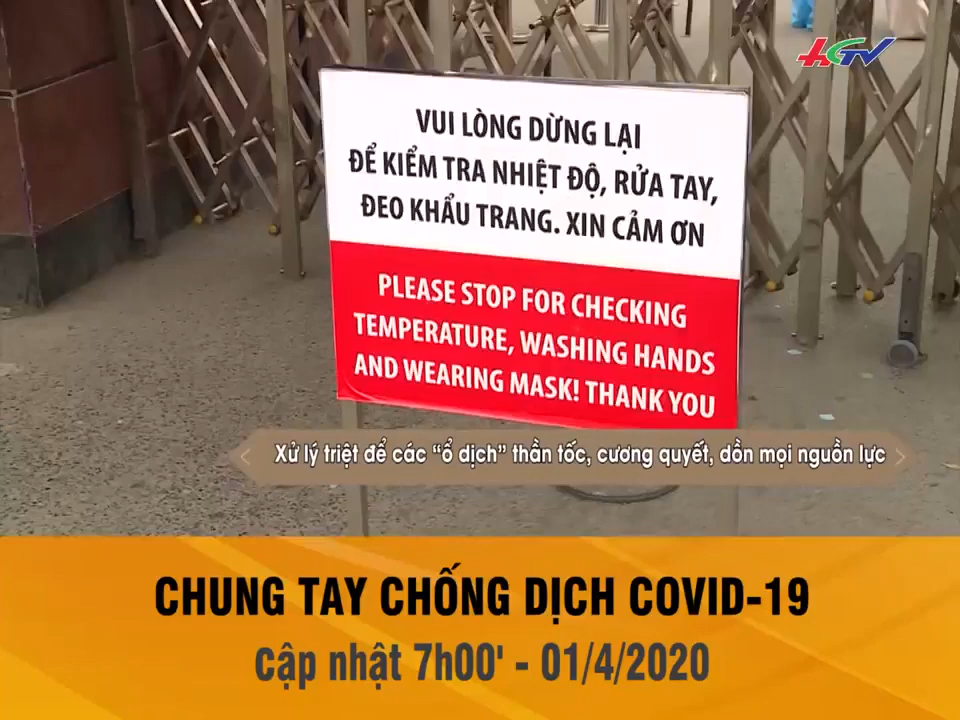 HGTV
VUI LÒNG DỪNG LẠI
ĐỂ KIỂM TRA NHIỆT ĐỘ, RỬA TAY,
ĐEO KHẨU TRANG. XIN CẢM ƠN
PLEASE STOP FOR CHECKING
TEMPERATURE, WASHING HANDS
AND WEARING MASK! THANK YOU
Xử lý triệt để các “ổ dịch” thần tốc, cương quyết, dồn mọi nguồn lực
CHUNG TAY CHỐNG DỊCH COVID-19
cập nhật 7h00' - 01/4/2020